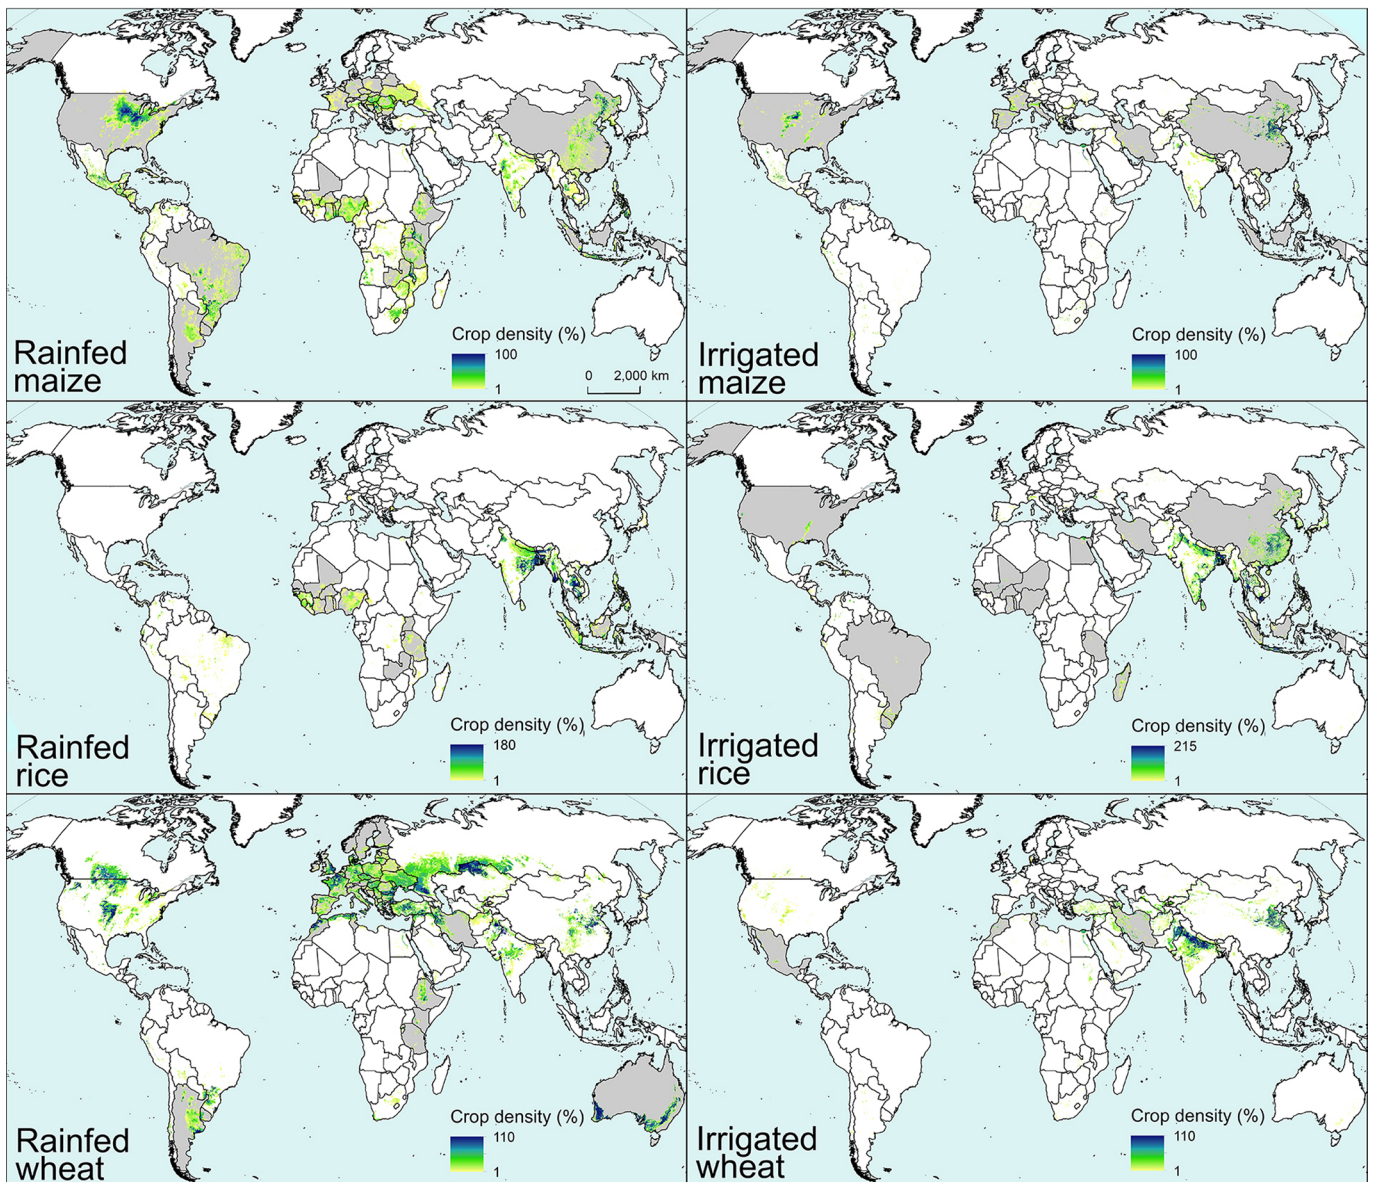 Rainfed
maize
Crop density (%)
100
1
0 2,000 km
Irrigated
maize
Crop density (%)
100
1
Rainfed
rice
Crop density (%)
180
1
Irrigated
rice
Crop density (%)
215
1
Rainfed
wheat
Crop density (%)
110
1
Irrigated
wheat
Crop density (%)
110
1